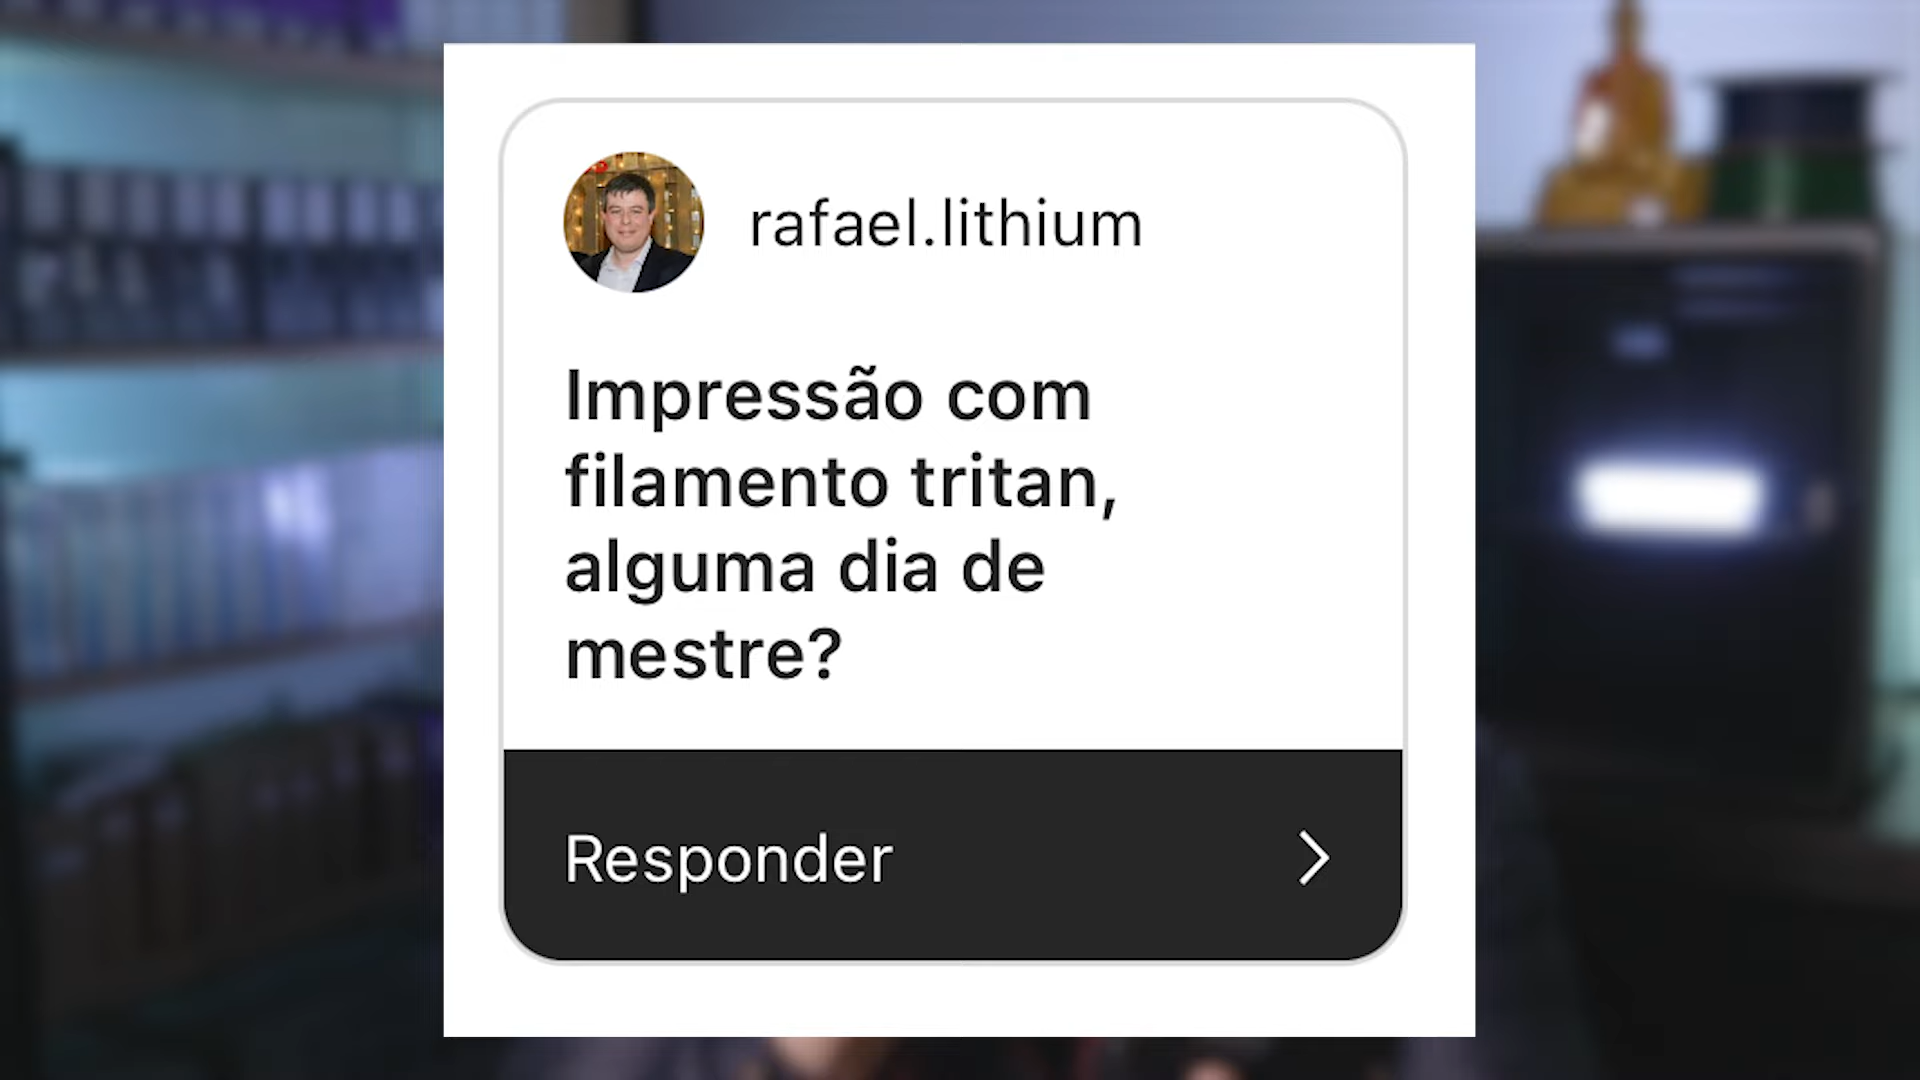 rafael.lithium
Impressão com
filamento tritan,
alguma dia de
mestre?
Responder